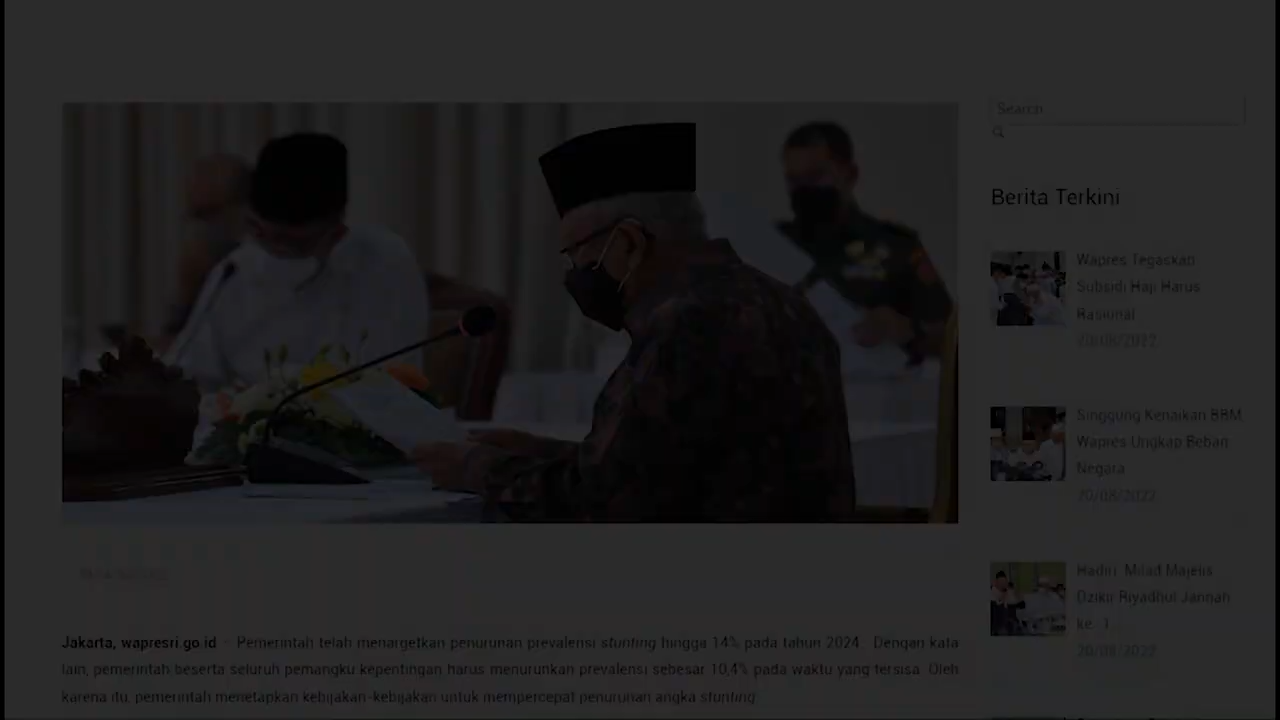 Search
Berita Terkini
Wapres Tegaskan
Subsidi Haji Harus
Rasional
20/08/2022
Singgung Kenaikan BBM,
Wapres Ungkap Beban
Negara
20/08/2022
Hadiri Milad Majelis
Dzikir Riyadhul Jannah
ke-1
20/08/2022
Jakarta, wapresri.go.id – Pemerintah telah menargetkan penurunan prevalensi stunting hingga 14% pada tahun 2024. Dengan kata
lain, pemerintah beserta seluruh pemangku kepentingan harus menurunkan prevalensi sebesar 10,4% pada waktu yang tersisa. Oleh
karena itu, pemerintah menetapkan kebijakan-kebijakan untuk mempercepat penurunan angka stunting.